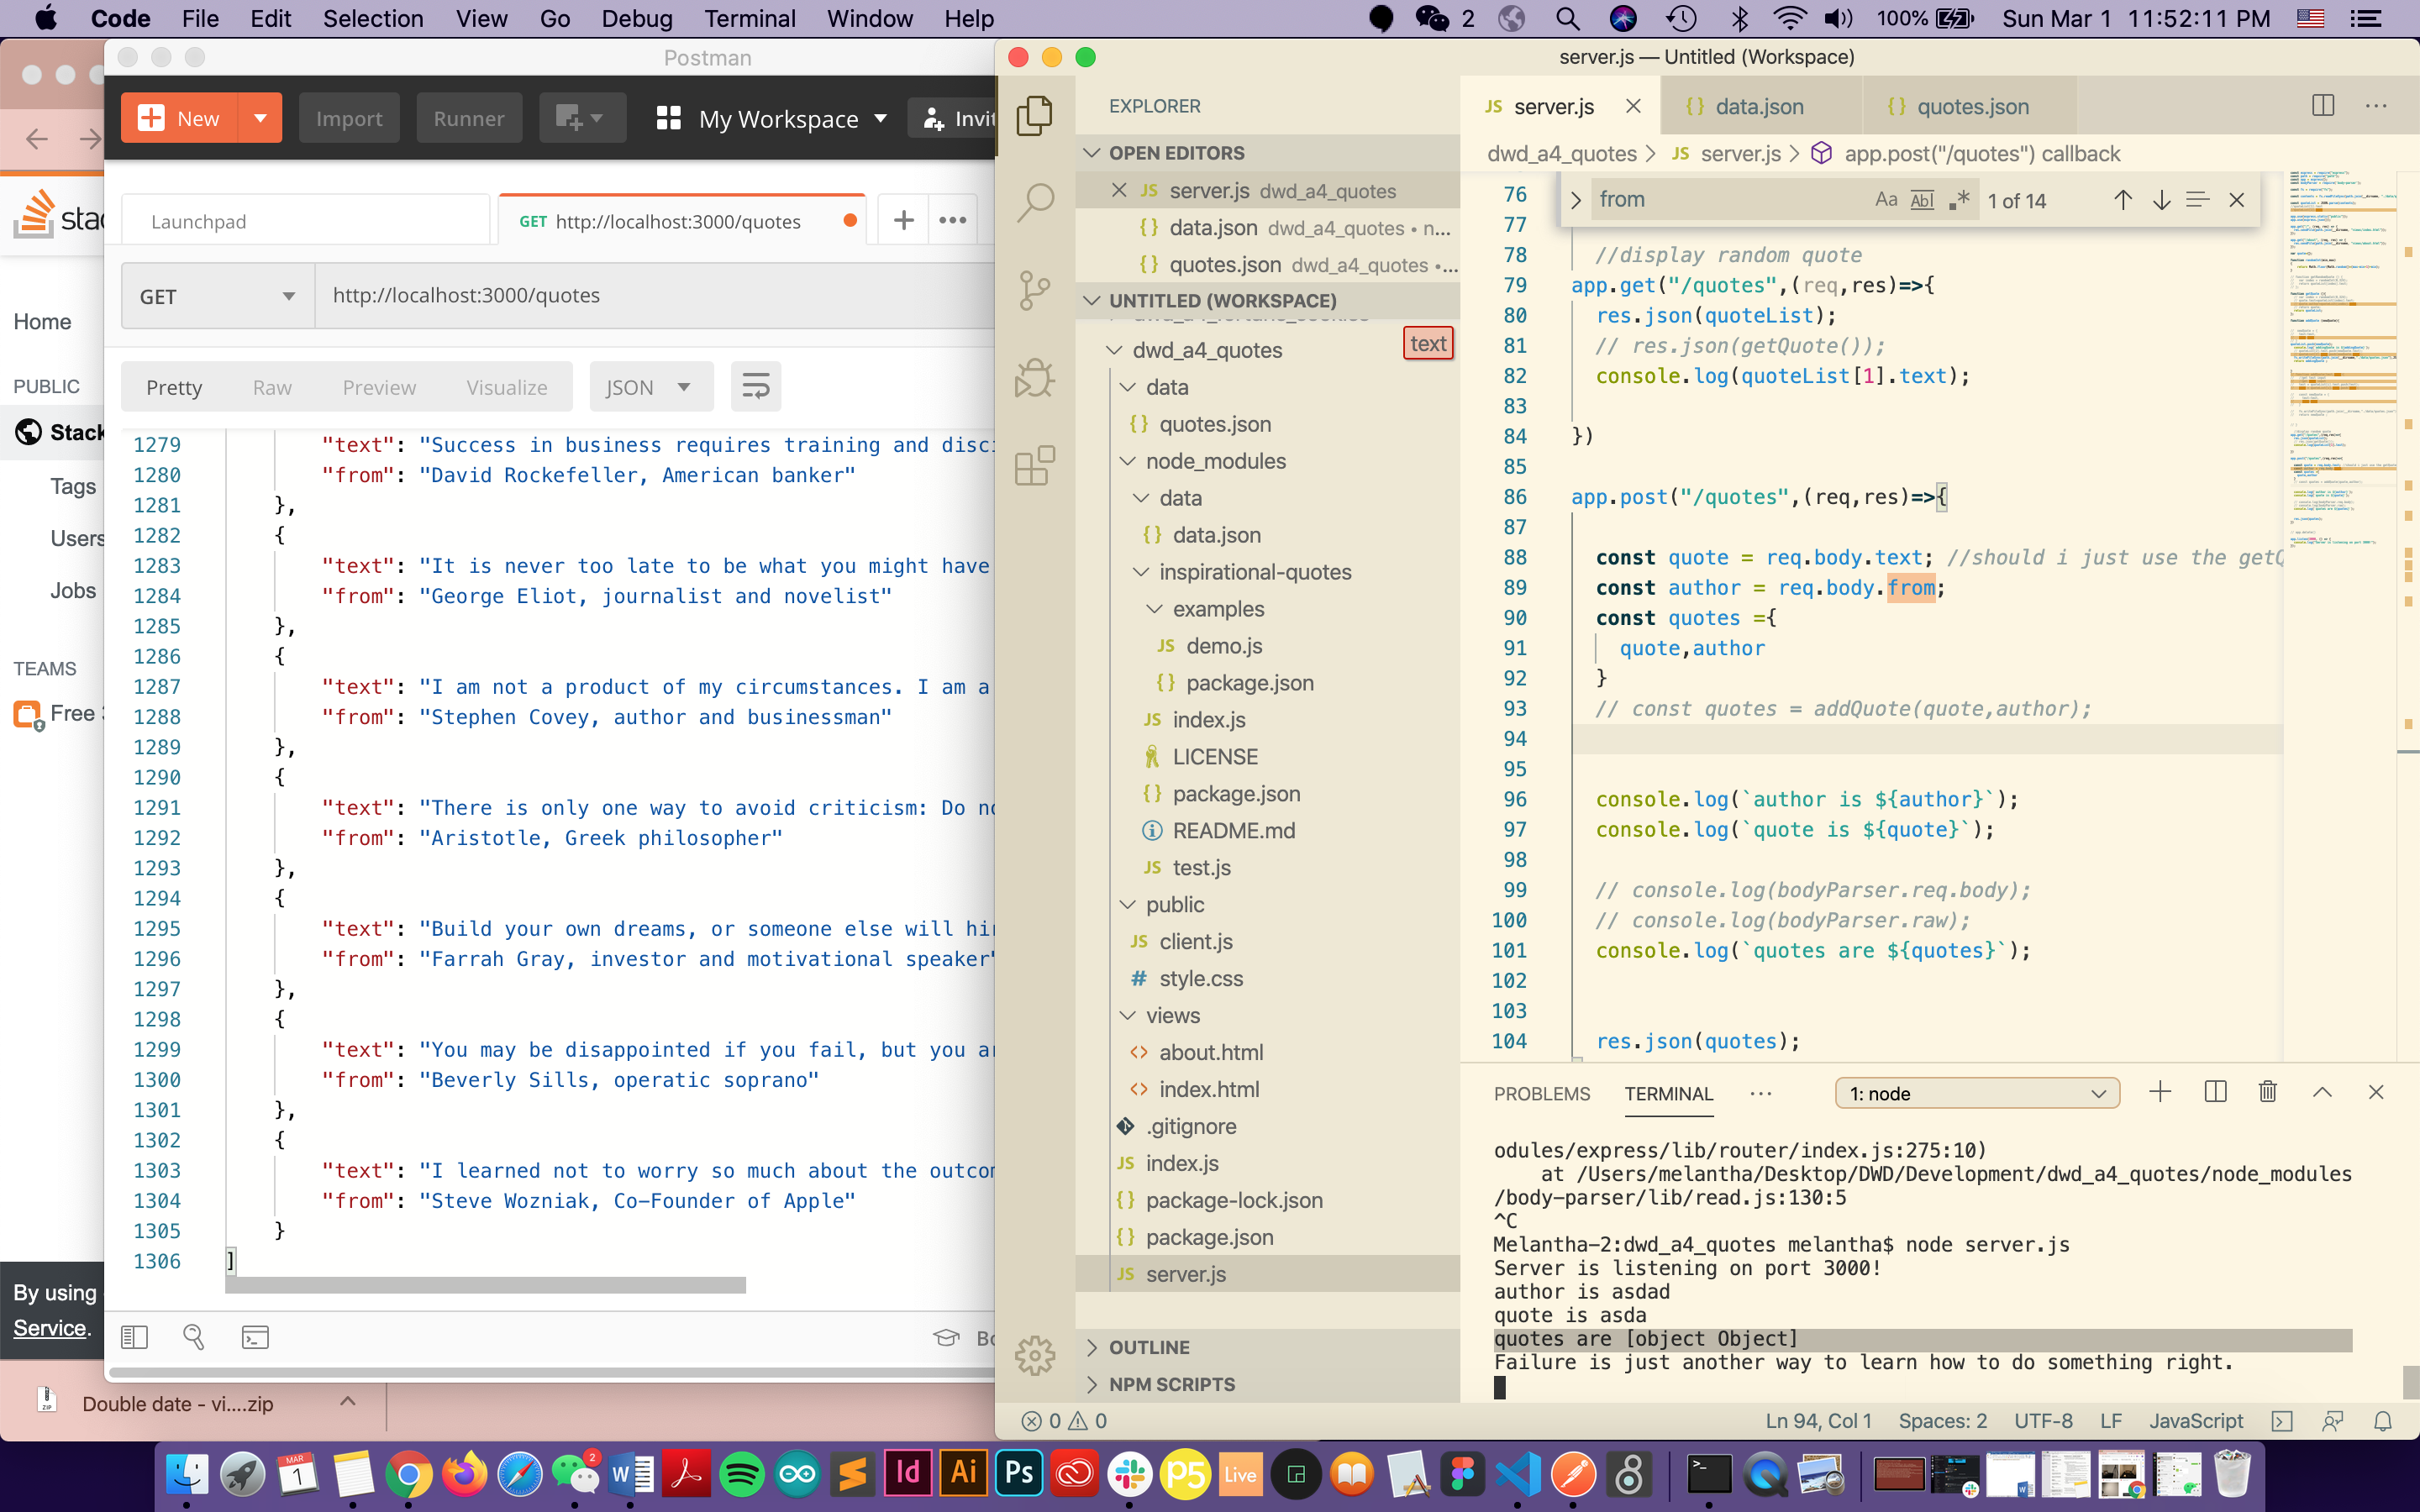 Code File Edit Selection View Go Debug Terminal Window Help 2 100% Sun Mar 1 11:52:11 PM
Postman
New Import Runner My Workspace
Launchpad
GET http://localhost:3000/quotes
GET http://localhost:3000/quotes
Pretty Raw Preview Visualize JSON
1279 "text": "Success in business requires training and
1280 "from": "David Rockefeller, American banker"
1281 },
1282 {
1283 "text": "It is never too late to be what you might have
1284 "from": "George Eliot, journalist and novelist"
1285 },
1286 {
1287 "text": "I am not a product of my circumstances. I am a
1288 "from": "Stephen Covey, author and businessman"
1289 },
1290 {
1291 "text": "There is only one way to avoid criticism: Do
1292 "from": "Aristotle, Greek philosopher"
1293 },
1294 {
1295 "text": "Build your own dreams, or someone else will
1296 "from": "Farrah Gray, investor and motivational speaker"
1297 },
1298 {
1299 "text": "You may be disappointed if you fail, but you
1300 "from": "Beverly Sills, operatic soprano"
1301 },
1302 {
1303 "text": "I learned not to worry so much about the
1304 "from": "Steve Wozniak, Co-Founder of Apple"
1305 }
1306 ]
Home
PUBLIC
Stack
Tags
Users
Jobs
TEAMS
Free
By using
Service.
Double date - vi....zip
server.js — Untitled (Workspace)
EXPLORER
OPEN EDITORS
JS server.js dwd_a4_quotes
{} data.json dwd_a4_quotes • n...
{} quotes.json dwd_a4_quotes •...
UNTITLED (WORKSPACE)
text
dwd_a4_quotes
data
{} quotes.json
node_modules
data
{} data.json
inspirational-quotes
examples
JS demo.js
{} package.json
JS index.js
LICENSE
{} package.json
README.md
JS test.js
public
JS client.js
# style.css
views
<> about.html
<> index.html
.gitignore
JS index.js
{} package-lock.json
{} package.json
JS server.js
OUTLINE
NPM SCRIPTS
JS server.js {} data.json {} quotes.json
dwd_a4_quotes > JS server.js > app.post("/quotes") callback
from Aa Abl .* 1 of 14
76
77
78 //display random quote
79 app.get("/quotes",(req,res)=>{
80 res.json(quoteList);
81 // res.json(getQuote());
82 console.log(quoteList[1].text);
83
84 })
85
86 app.post("/quotes",(req,res)=>{
87
88 const quote = req.body.text; //should i just use the
89 const author = req.body.from;
90 const quotes ={
91 quote,author
92 }
93 // const quotes = addQuote(quote,author);
94
95
96 console.log(`author is ${author}`);
97 console.log(`quote is ${quote}`);
98
99 // console.log(bodyParser.req.body);
100 // console.log(bodyParser.raw);
101 console.log(`quotes are ${quotes}`);
102
103
104 res.json(quotes);
PROBLEMS TERMINAL ... 1: node
odules/express/lib/router/index.js:275:10)
at /Users/melantha/Desktop/DWD/Development/dwd_a4_quotes/node_modules
/body-parser/lib/read.js:130:5
^C
Melantha-2:dwd_a4_quotes melantha$ node server.js
Server is listening on port 3000!
author is asdad
quote is asda
quotes are [object Object]
Failure is just another way to learn how to do something right.
0 0 Ln 94, Col 1 Spaces: 2 UTF-8 LF JavaScript
MAR 1 2 W Id Ai Ps P5 Live